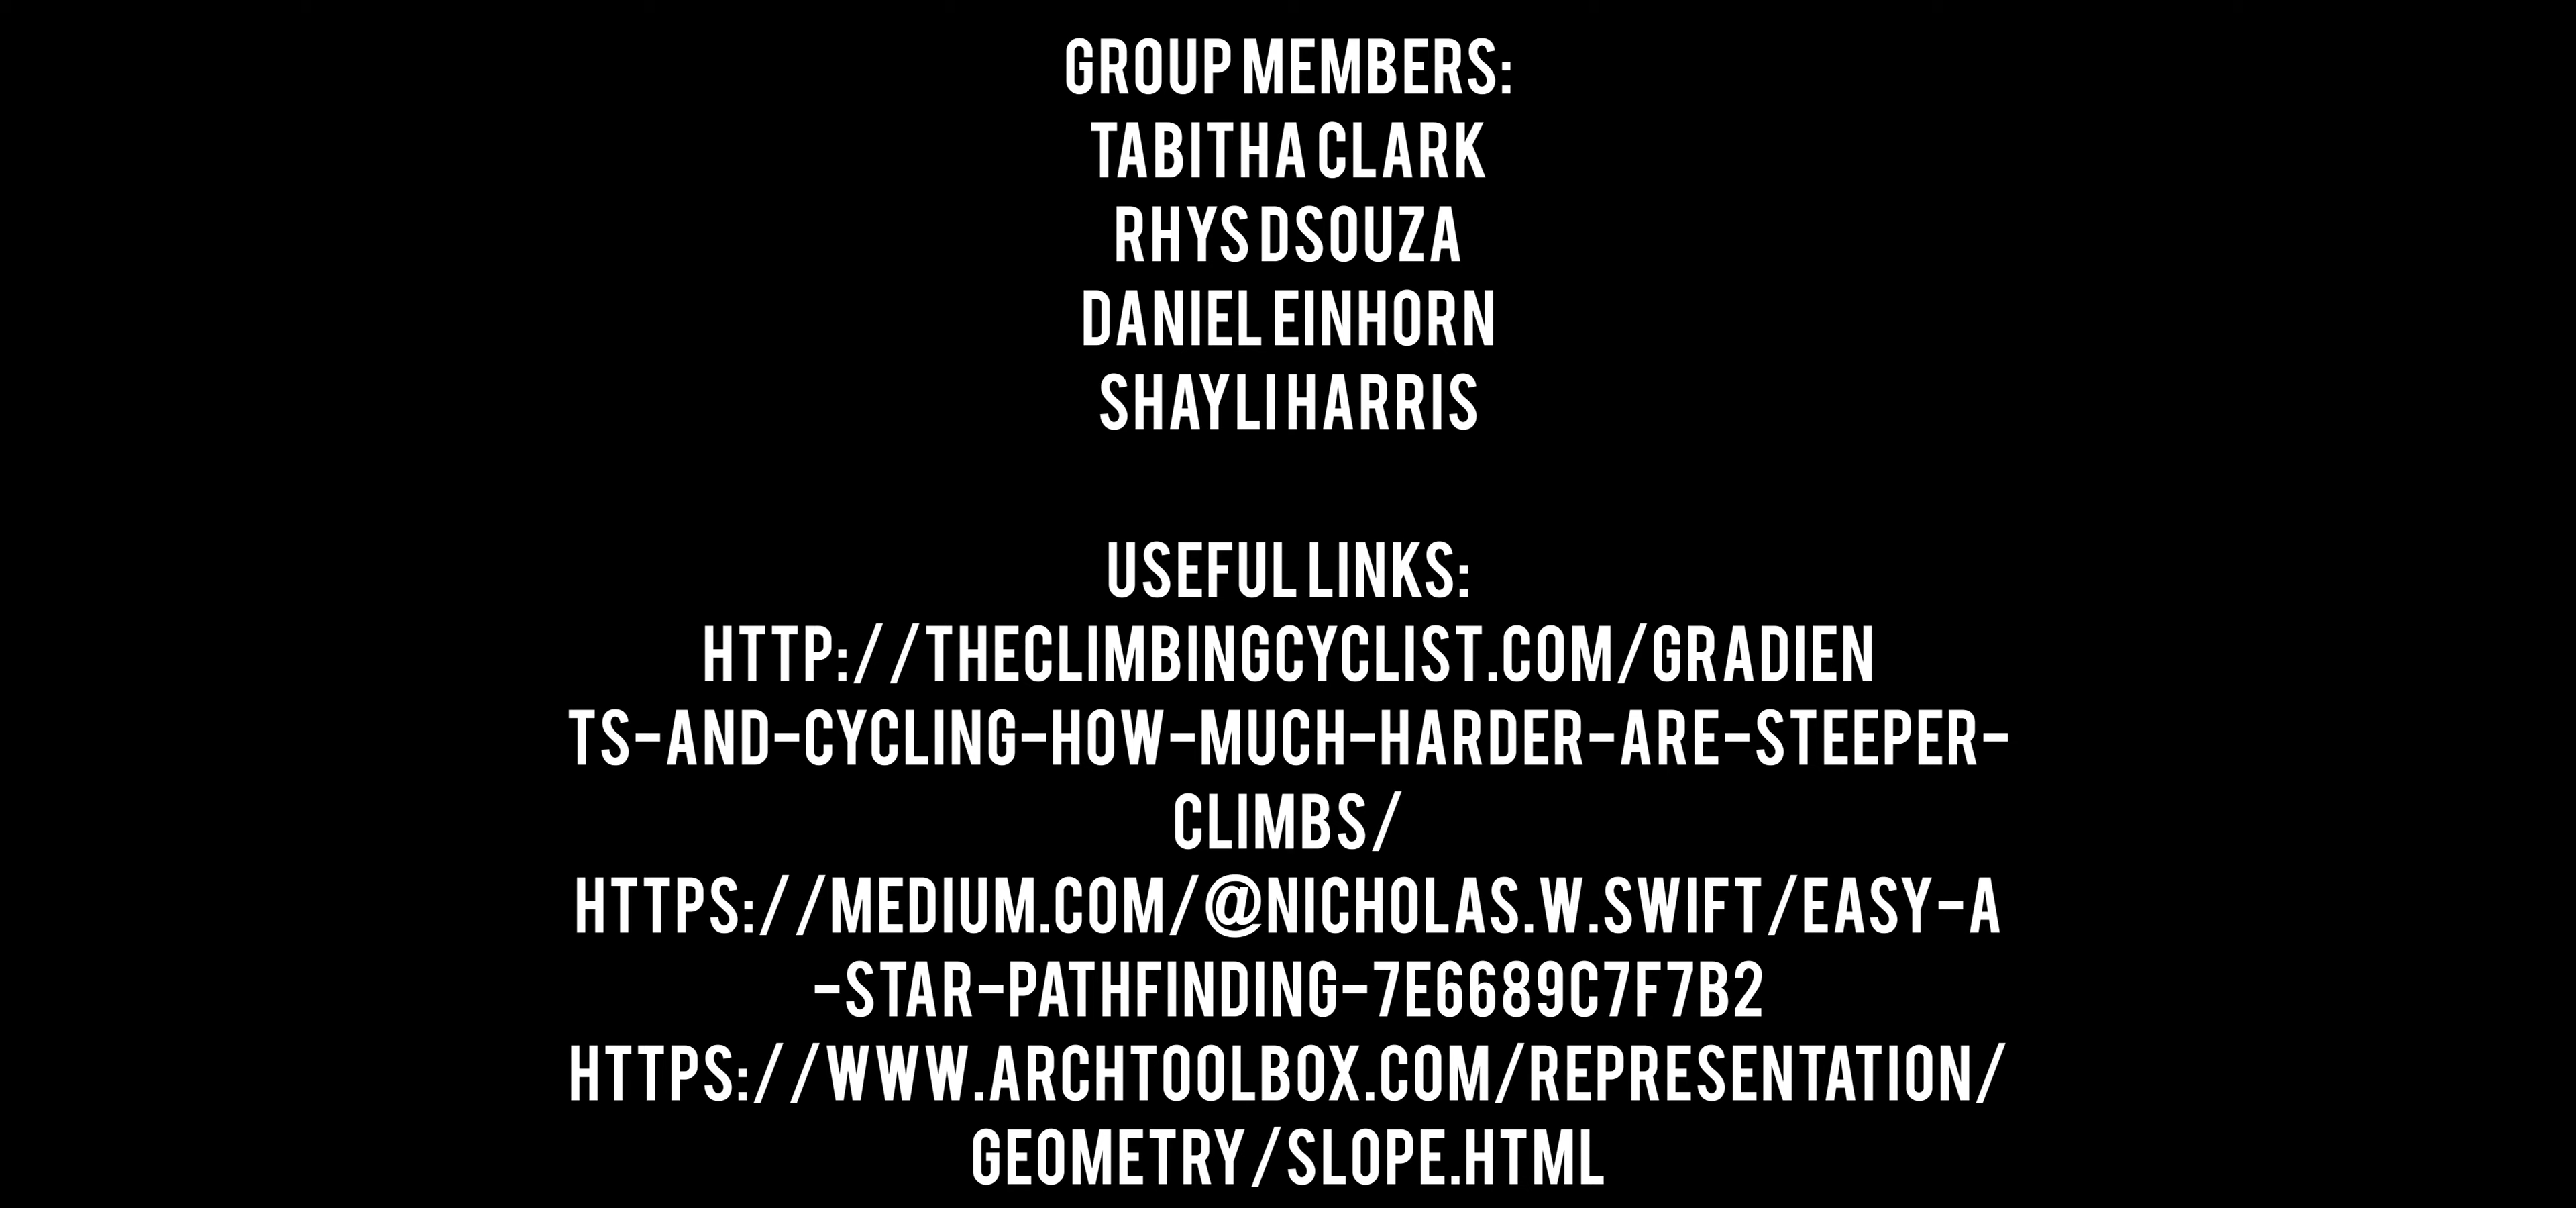 GROUP MEMBERS:
TABITHA CLARK
RHYS DSOUZA
DANIEL EINHORN
SHAYLI HARRIS
USEFUL LINKS:
HTTP://THECLIMBINGCYCLIST.COM/GRADIEN
TS-AND-CYCLING-HOW-MUCH-HARDER-ARE-STEEPER-
CLIMBS/
HTTPS://MEDIUM.COM/@NICHOLAS.W.SWIFT/EASY-A
-STAR-PATHFINDING-7E6689C7F7B2
HTTPS://WWW.ARCHTOOLBOX.COM/REPRESENTATION/
GEOMETRY/SLOPE.HTML